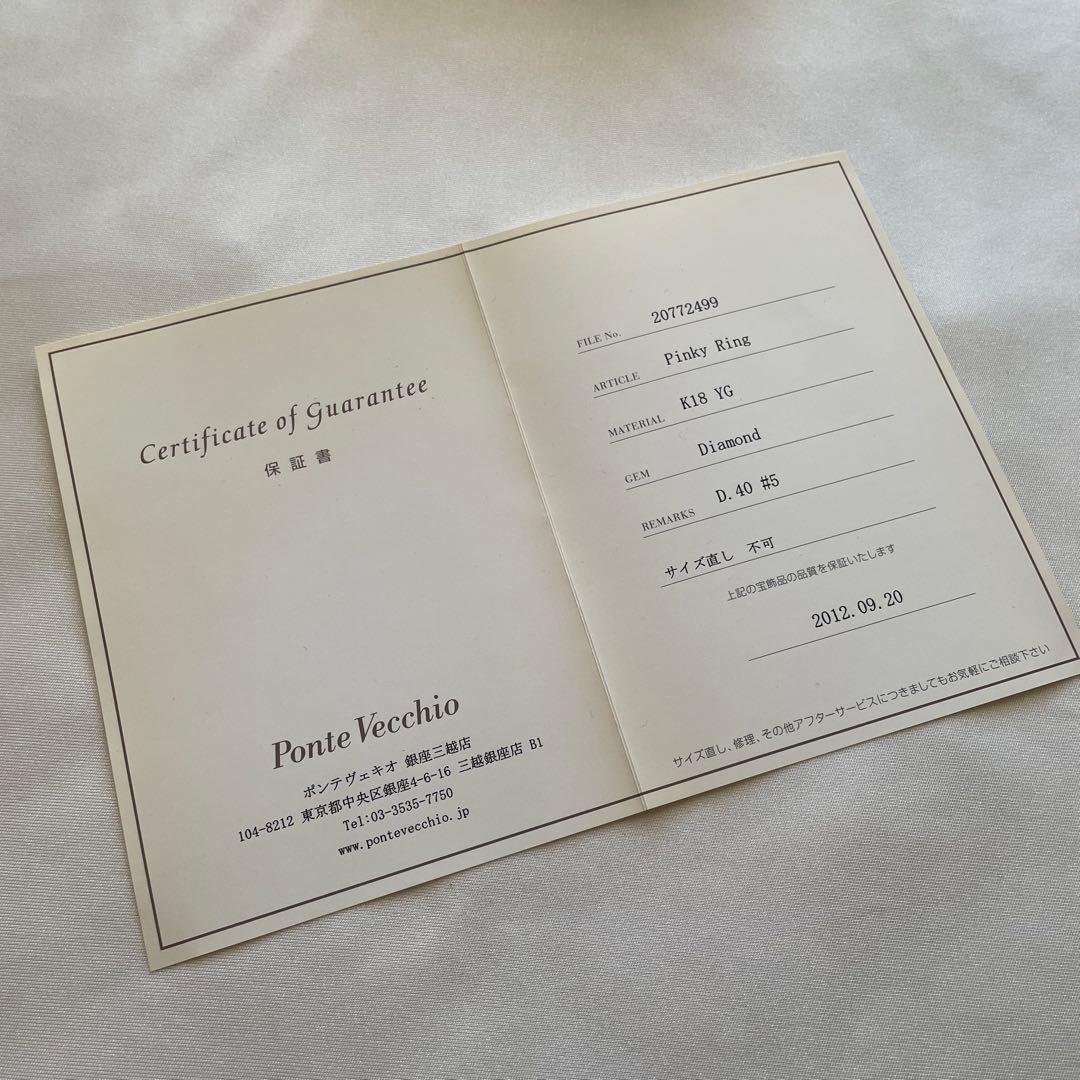 Certificate of Guarantee
保証書
Ponte Vecchio
ポンテヴェキオ 銀座三越店
104-8212 東京都中央区銀座4-6-16 三越銀座店 B1
Tel:03-3535-7750
www.pontevecchio.jp
FILE No. 20772499
ARTICLE Pinky Ring
MATERIAL K18 YG
GEM Diamond
REMARKS D.40 #5
サイズ直し 不可
上記の宝飾品の品質を保証いたします
2012.09.20
サイズ直し、修理、その他アフターサービスにつきましてもお気軽にご相談下さい